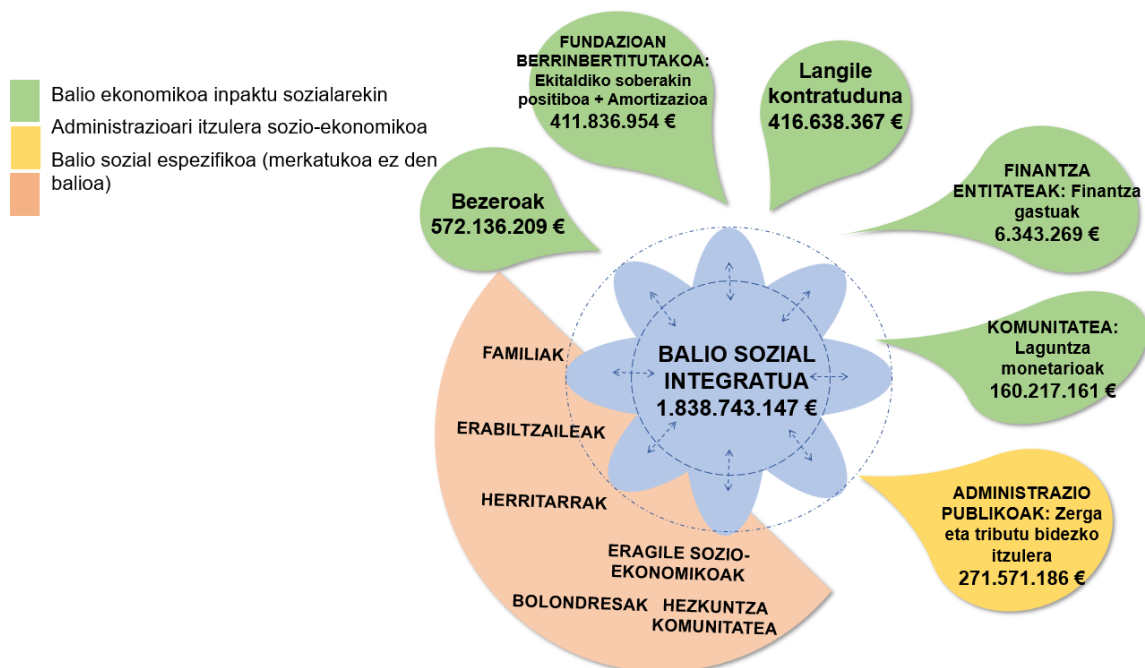 Balio ekonomikoa inpaktu sozialarekin
Administrazioari itzulera sozio-ekonomikoa
Balio sozial espezifikoa (merkatukoa ez den
balioa)
FUNDAZIOAN
BERRINBERTITUTAKOA:
Ekitaldiko soberakin
positiboa + Amortizazioa
411.836.954 €
Langile
kontratuduna
416.638.367 €
Bezeroak
572.136.209 €
FINANTZA
ENTITATEAK: Finantza
gastuak
6.343.269 €
KOMUNITATEA:
Laguntza
monetarioak
160.217.161 €
ADMINISTRAZIO
PUBLIKOAK: Zerga
eta tributu bidezko
itzulera
271.571.186 €
BALIO SOZIAL
INTEGRATUA
1.838.743.147 €
FAMILIAK
ERABILTZAILEAK
HERRITARRAK
ERAGILE SOZIO-
EKONOMIKOAK
BOLONDRESAK
HEZKUNTZA
KOMUNITATEA